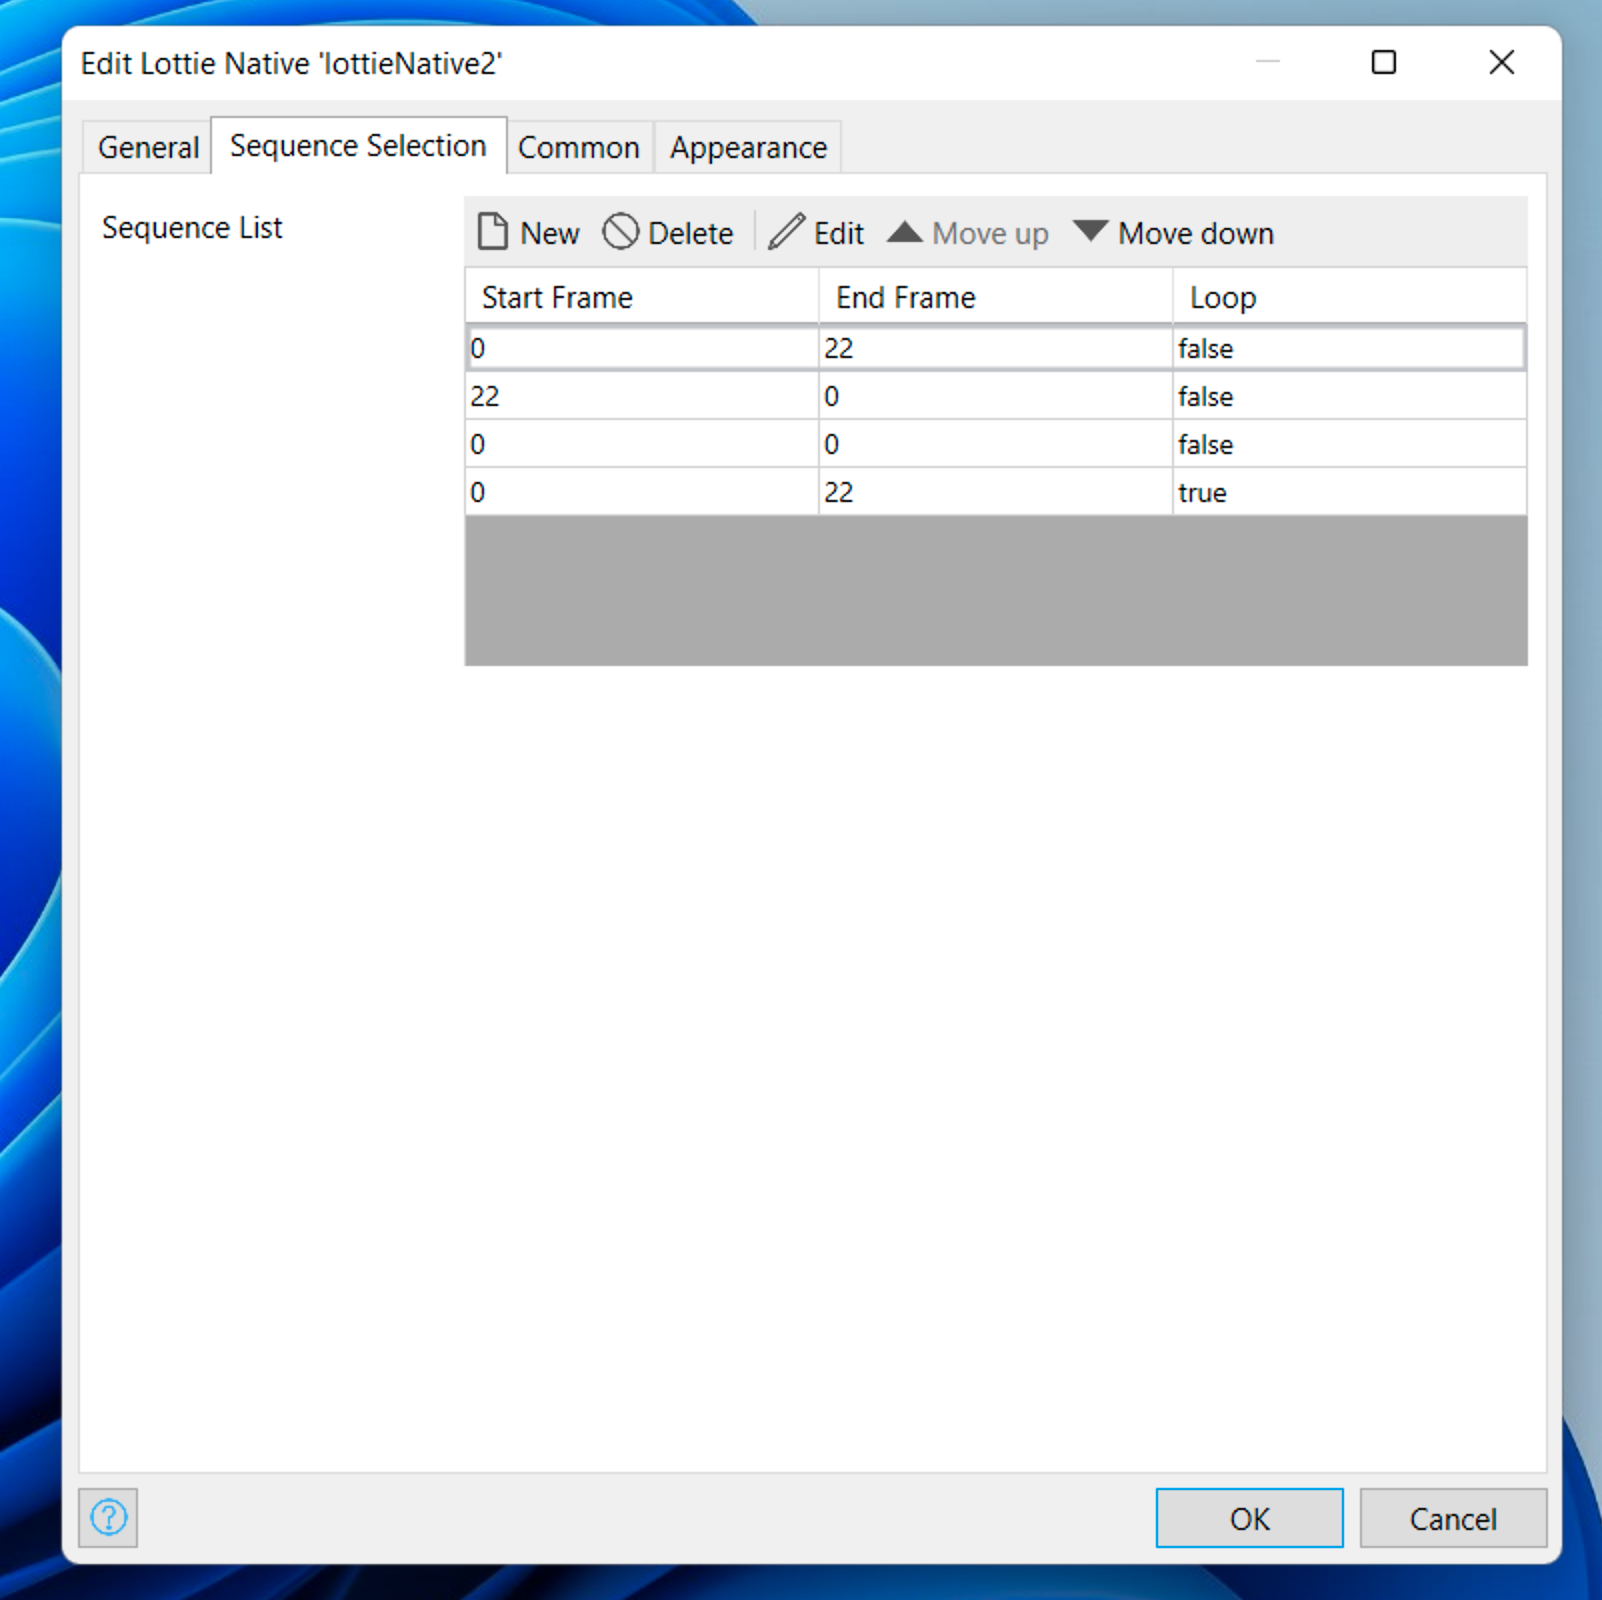 Edit Lottie Native 'lottieNative2'
General Sequence Selection Common Appearance
Sequence List
New Delete Edit Move up Move down
Start Frame End Frame Loop
0 22 false
22 0 false
0 0 false
0 22 true
?
OK Cancel